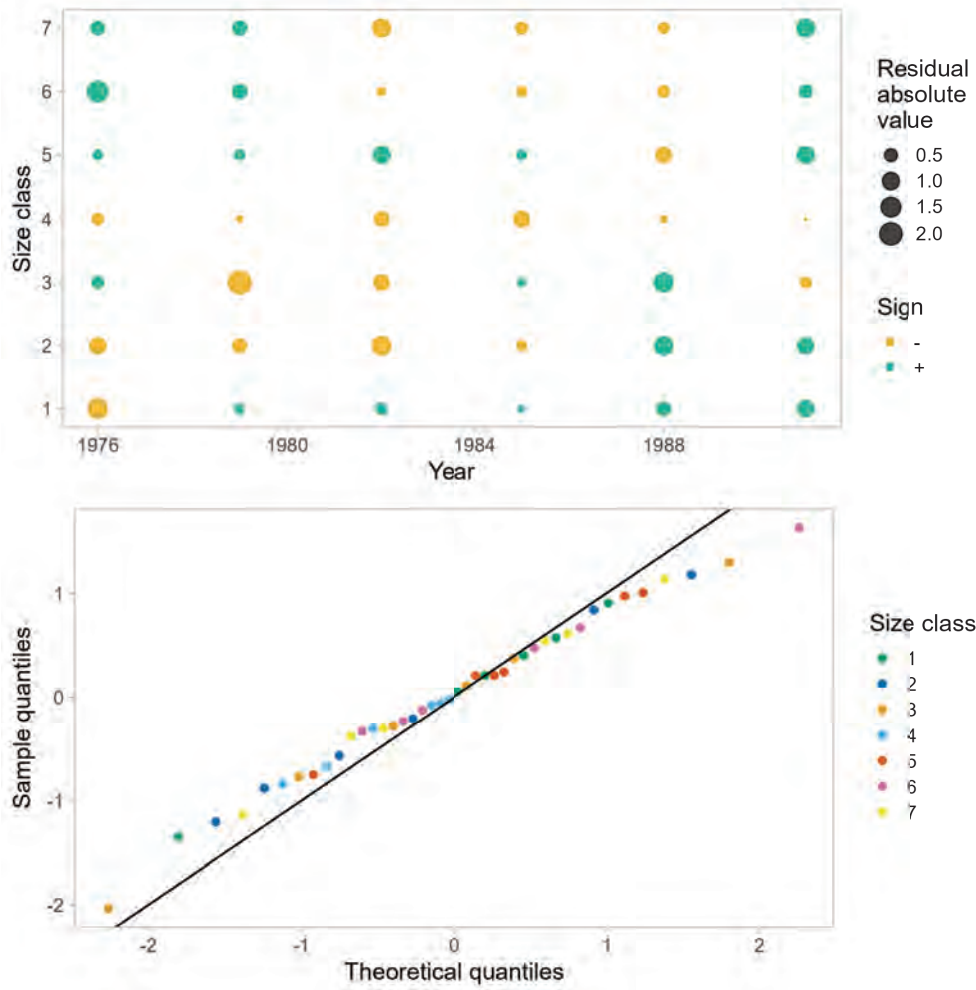 7
6
5
4
3
2
1
Size class
1976 1980 1984 1988
Year
Residual
absolute
value
0.5
1.0
1.5
2.0
Sign
-
+
1
0
-1
-2
Sample quantiles
-2 -1 0 1 2
Theoretical quantiles
Size class
1
2
3
4
5
6
7